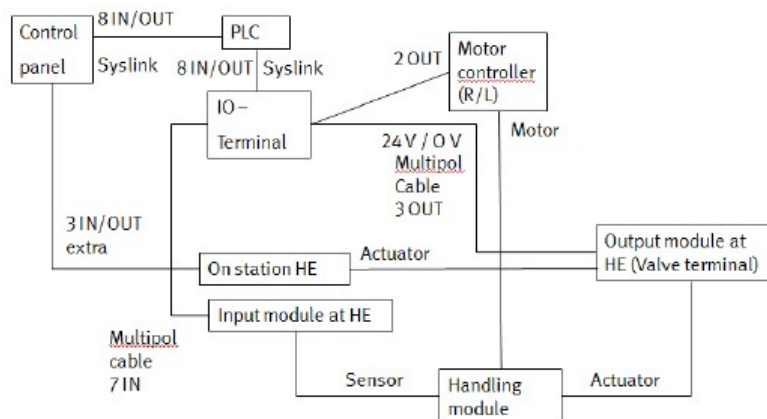 8 IN/OUT
Control
panel
Syslink
PLC
8 IN/OUT
Syslink
2 OUT
Motor
controller
(R/L)
IO–
Terminal
Motor
24 V / O V
Multipol
Cable
3 OUT
3 IN/OUT
extra
On station HE
Actuator
Output module at
HE (Valve terminal)
Input module at HE
Multipol
cable
7 IN
Sensor
Handling
module
Actuator